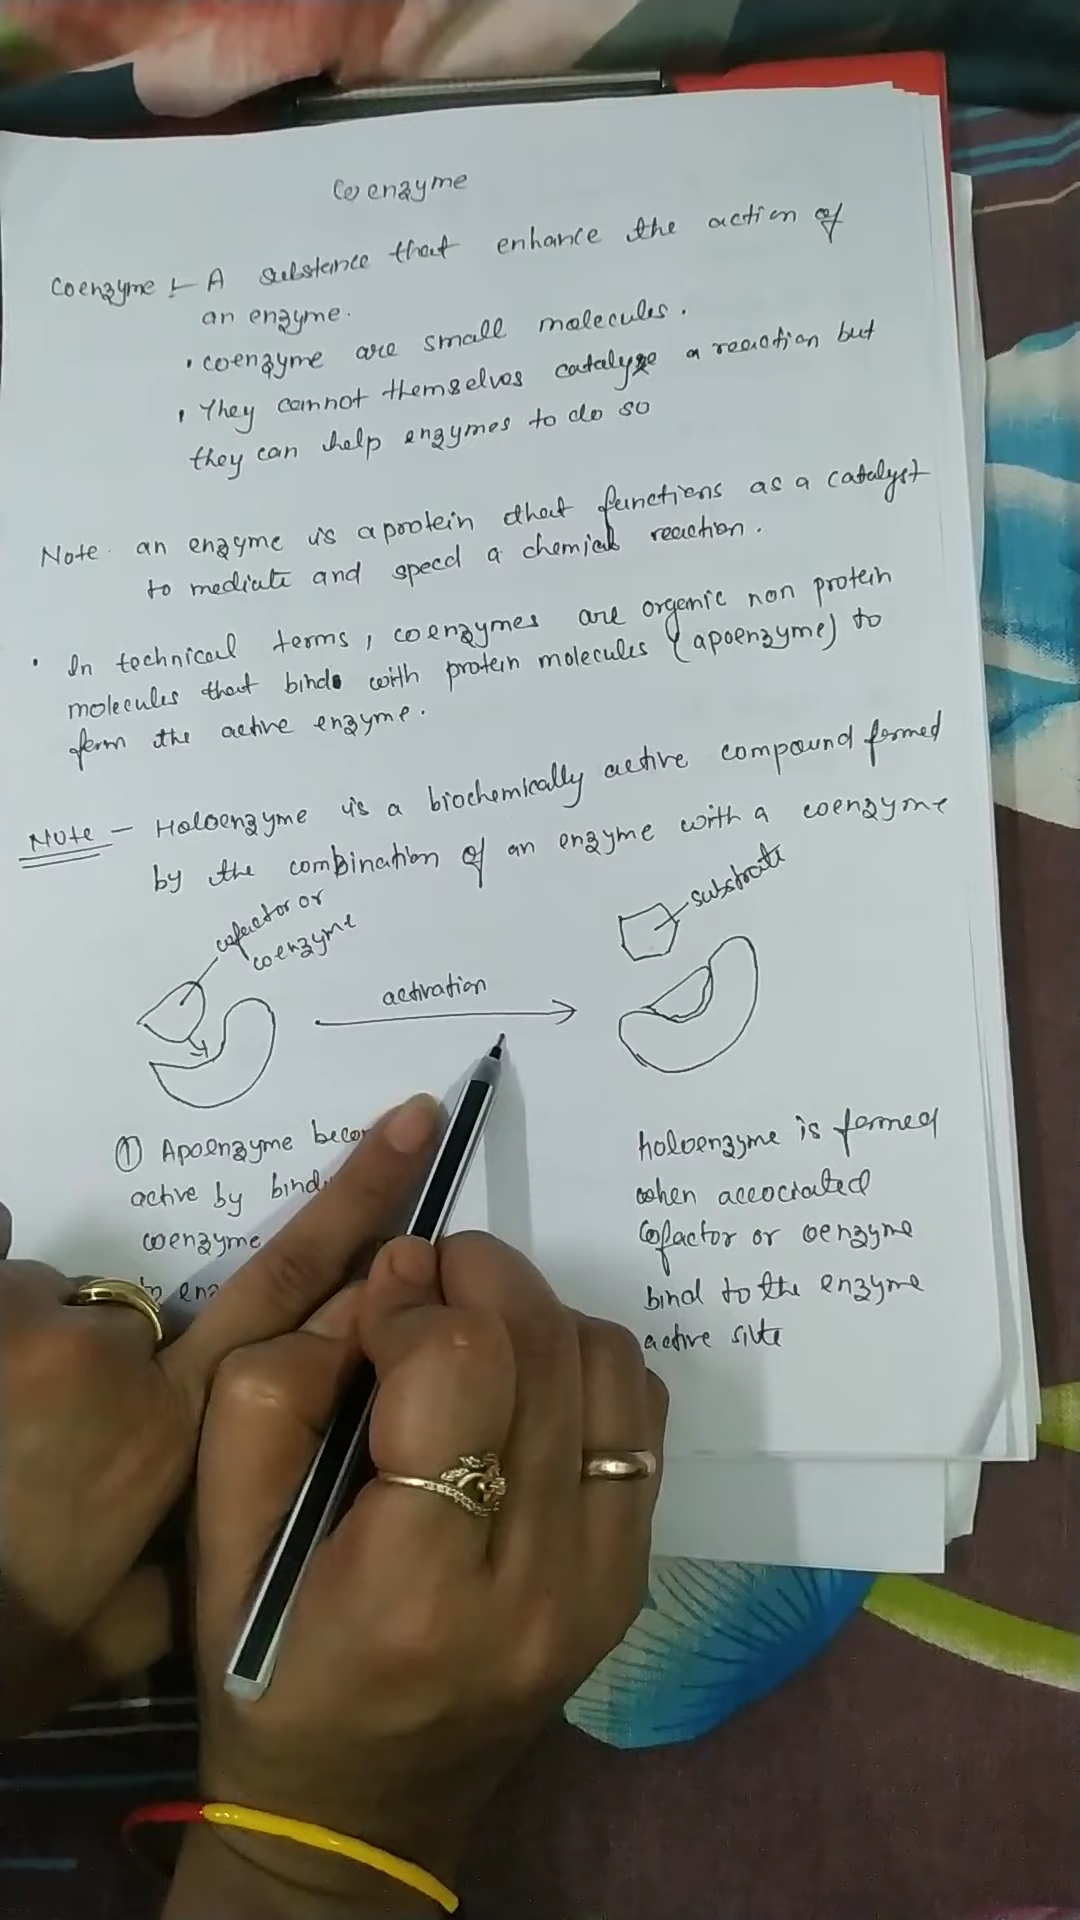 Coenzyme
Coenzyme :- A substance that enhance the action of
an enzyme.
• coenzyme are small molecules.
• They cannot themselves catalyze a reaction but
they can help enzymes to do so
Note. an enzyme is a protein that functions as a catalyst
to mediate and speed a chemical reaction.
• In technical terms, coenzymes are organic non protein
molecules that bind with protein molecules (apoenzyme) to
form the active enzyme.
Note - Holoenzyme is a biochemically active compound formed
by the combination of an enzyme with a coenzyme
cofactor or
coenzyme
substrate
activation
① Apoenzyme
active by
coenzyme
holoenzyme is formed
when accociated
cofactor or oenzyme
bind to the enzyme
active site